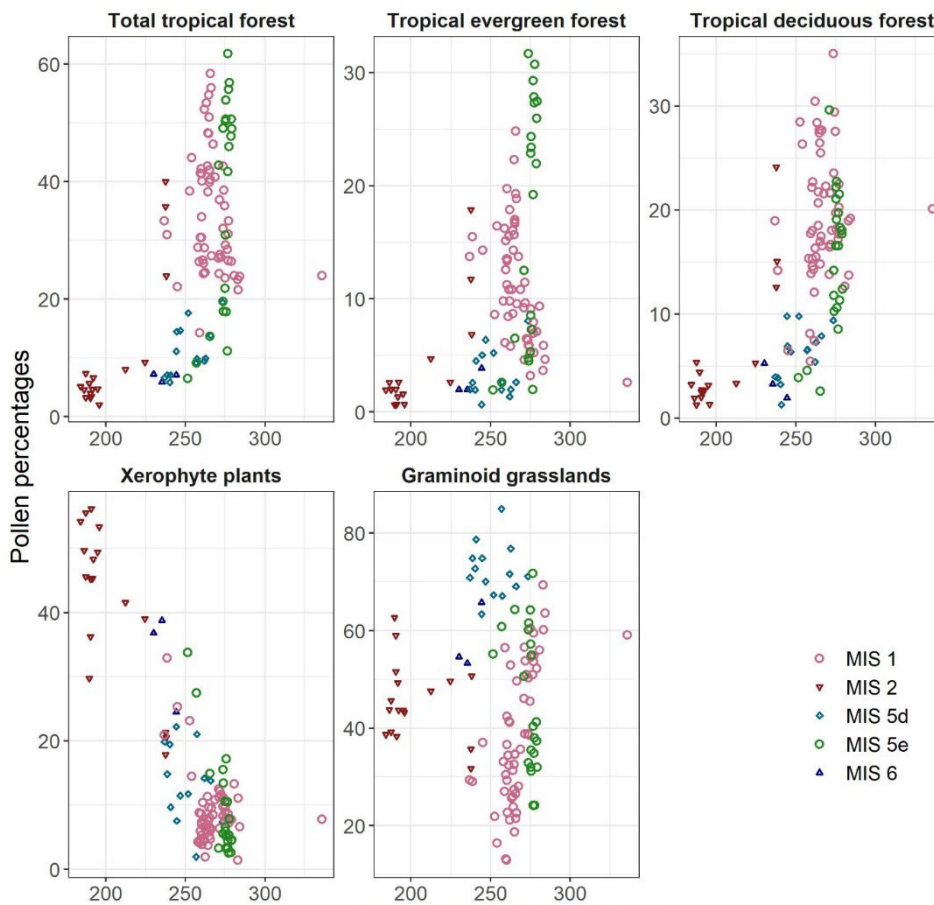 Total tropical forest
Tropical evergreen forest
Tropical deciduous forest
60
40
20
0
200 250 300
30
20
10
0
200 250 300
30
20
10
0
200 250 300
Pollen percentages
Xerophyte plants
Graminoid grasslands
40
20
0
200 250 300
80
60
40
20
200 250 300
MIS 1
MIS 2
MIS 5d
MIS 5e
MIS 6